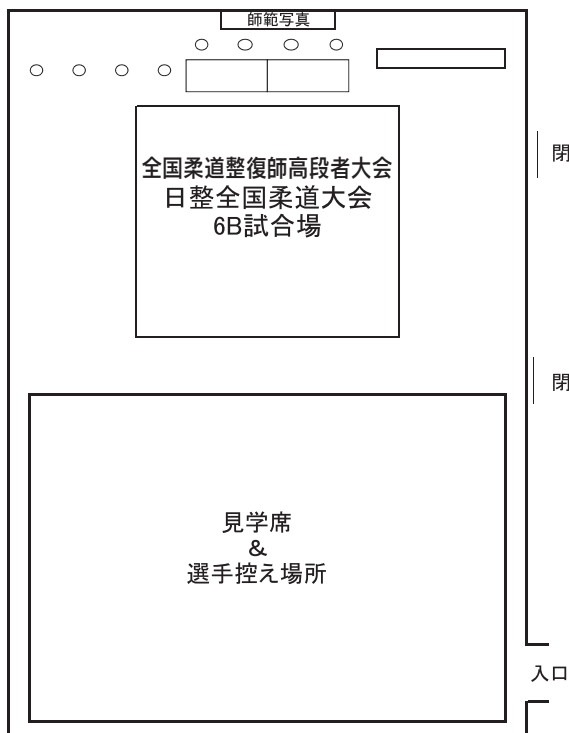 師範写真
全国柔道整復師高段者大会
日整全国柔道大会
6B試合場
閉
閉
見学席
&
選手控え場所
入口